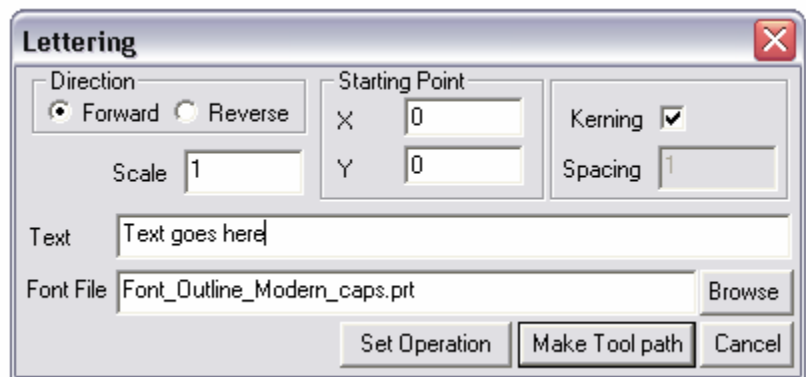 Lettering
Direction Starting Point
Forward Reverse X 0 Kerning
Scale 1 Y 0 Spacing 1
Text Text goes here
Font File Font_Outline_Modern_caps.prt Browse
Set Operation Make Tool path Cancel